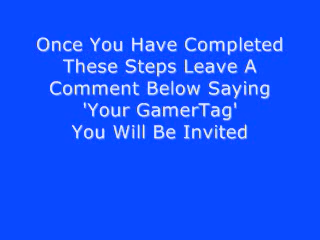 Once You Have Completed
These Steps Leave A
Comment Below Saying
'Your GamerTag'
You Will Be Invited